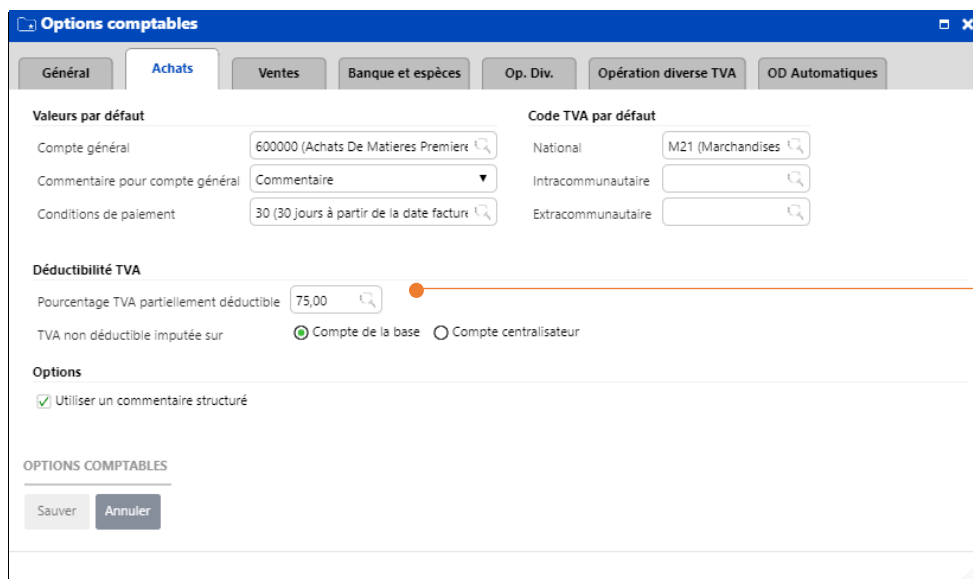 Options comptables
Général Achats Ventes Banque et espèces Op. Div. Opération diverse TVA OD Automatiques
Valeurs par défaut
Compte général 600000 (Achats De Matieres Premiere
Commentaire pour compte général Commentaire
Conditions de paiement 30 (30 jours à partir de la date facture
Code TVA par défaut
National M21 (Marchandises
Intracommunautaire
Extracommunautaire
Déductibilité TVA
Pourcentage TVA partiellement déductible 75,00
TVA non déductible imputée sur Compte de la base Compte centralisateur
Options
Utiliser un commentaire structuré
OPTIONS COMPTABLES
Sauver Annuler